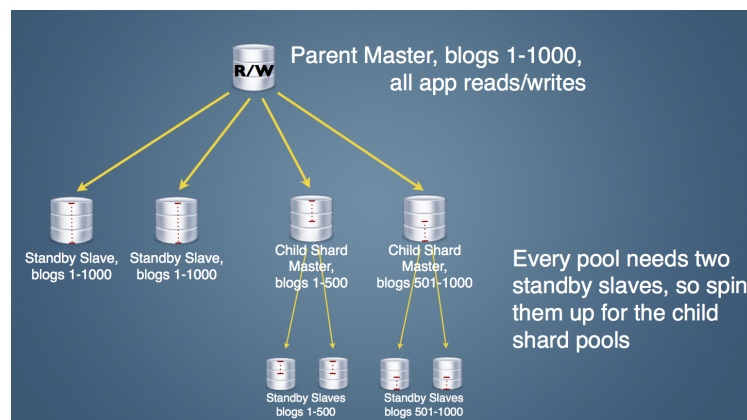 R/W
Parent Master, blogs 1-1000,
all app reads/writes
Standby Slave,
blogs 1-1000
Standby Slave,
blogs 1-1000
Child Shard
Master,
blogs 1-500
Child Shard
Master,
blogs 501-1000
Every pool needs two
standby slaves, so spin
them up for the child
shard pools
Standby Slaves
blogs 1-500
Standby Slaves
blogs 501-1000